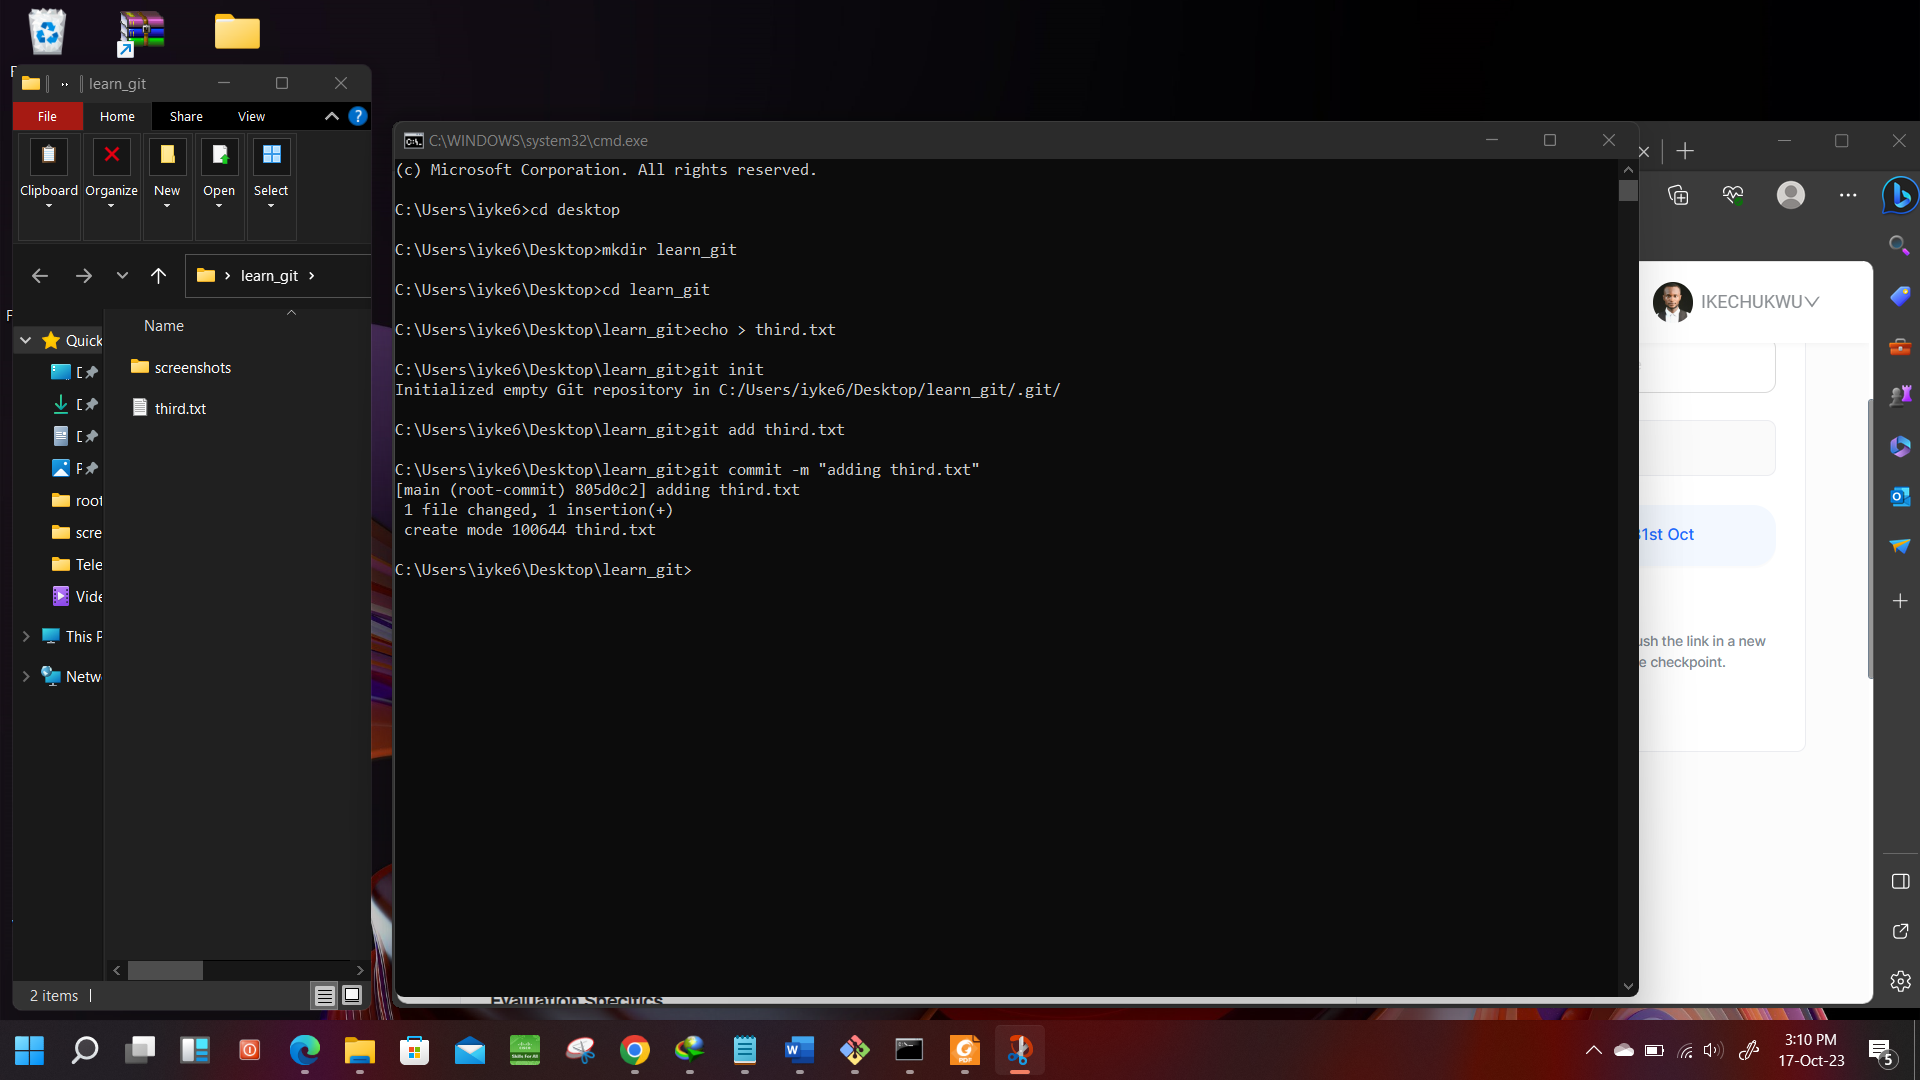 learn_git
File
Home
Share
View
Clipboard
Organize
New
Open
Select
learn_git
Name
Quick
screenshots
third.txt
root
scre
Tele
Vide
This P
Netw
2 items
C:\WINDOWS\system32\cmd.exe
(c) Microsoft Corporation. All rights reserved.
C:\Users\iyke6>cd desktop
C:\Users\iyke6\Desktop>mkdir learn_git
C:\Users\iyke6\Desktop>cd learn_git
C:\Users\iyke6\Desktop\learn_git>echo > third.txt
C:\Users\iyke6\Desktop\learn_git>git init
Initialized empty Git repository in C:/Users/iyke6/Desktop/learn_git/.git/
C:\Users\iyke6\Desktop\learn_git>git add third.txt
C:\Users\iyke6\Desktop\learn_git>git commit -m "adding third.txt"
[main (root-commit) 805d0c2] adding third.txt
1 file changed, 1 insertion(+)
create mode 100644 third.txt
C:\Users\iyke6\Desktop\learn_git>
IKECHUKWU
31st Oct
ush the link in a new
e checkpoint.
Evaluation Specifics
3:10 PM
17-Oct-23
5